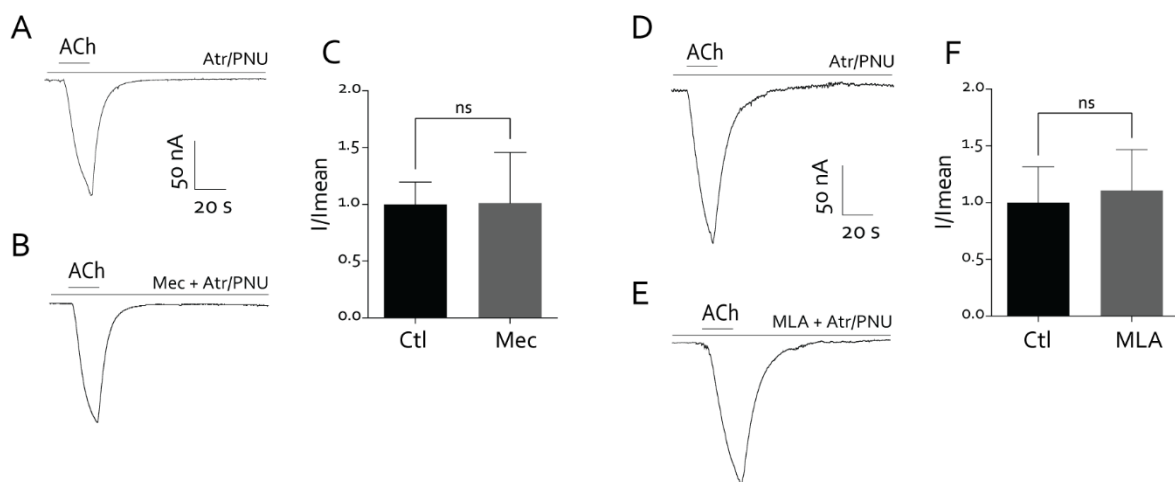 A
ACh
Atr/PNU
50 nA
20 s
B
ACh
Mec + Atr/PNU
C
2.0
1.5
1.0
0.5
0.0
I/Imean
ns
Ctl
Mec
D
ACh
Atr/PNU
50 nA
20 s
E
ACh
MLA + Atr/PNU
F
2.0
1.5
1.0
0.5
0.0
I/Imean
ns
Ctl
MLA